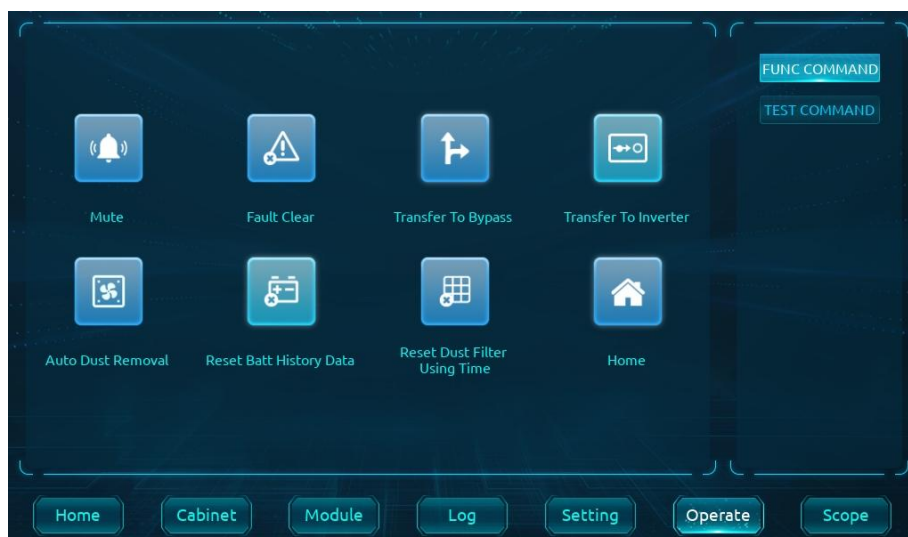 FUNC COMMAND
TEST COMMAND
Mute
Fault Clear
Transfer To Bypass
Transfer To Inverter
Auto Dust Removal
Reset Batt History Data
Reset Dust Filter
Using Time
Home
Home
Cabinet
Module
Log
Setting
Operate
Scope